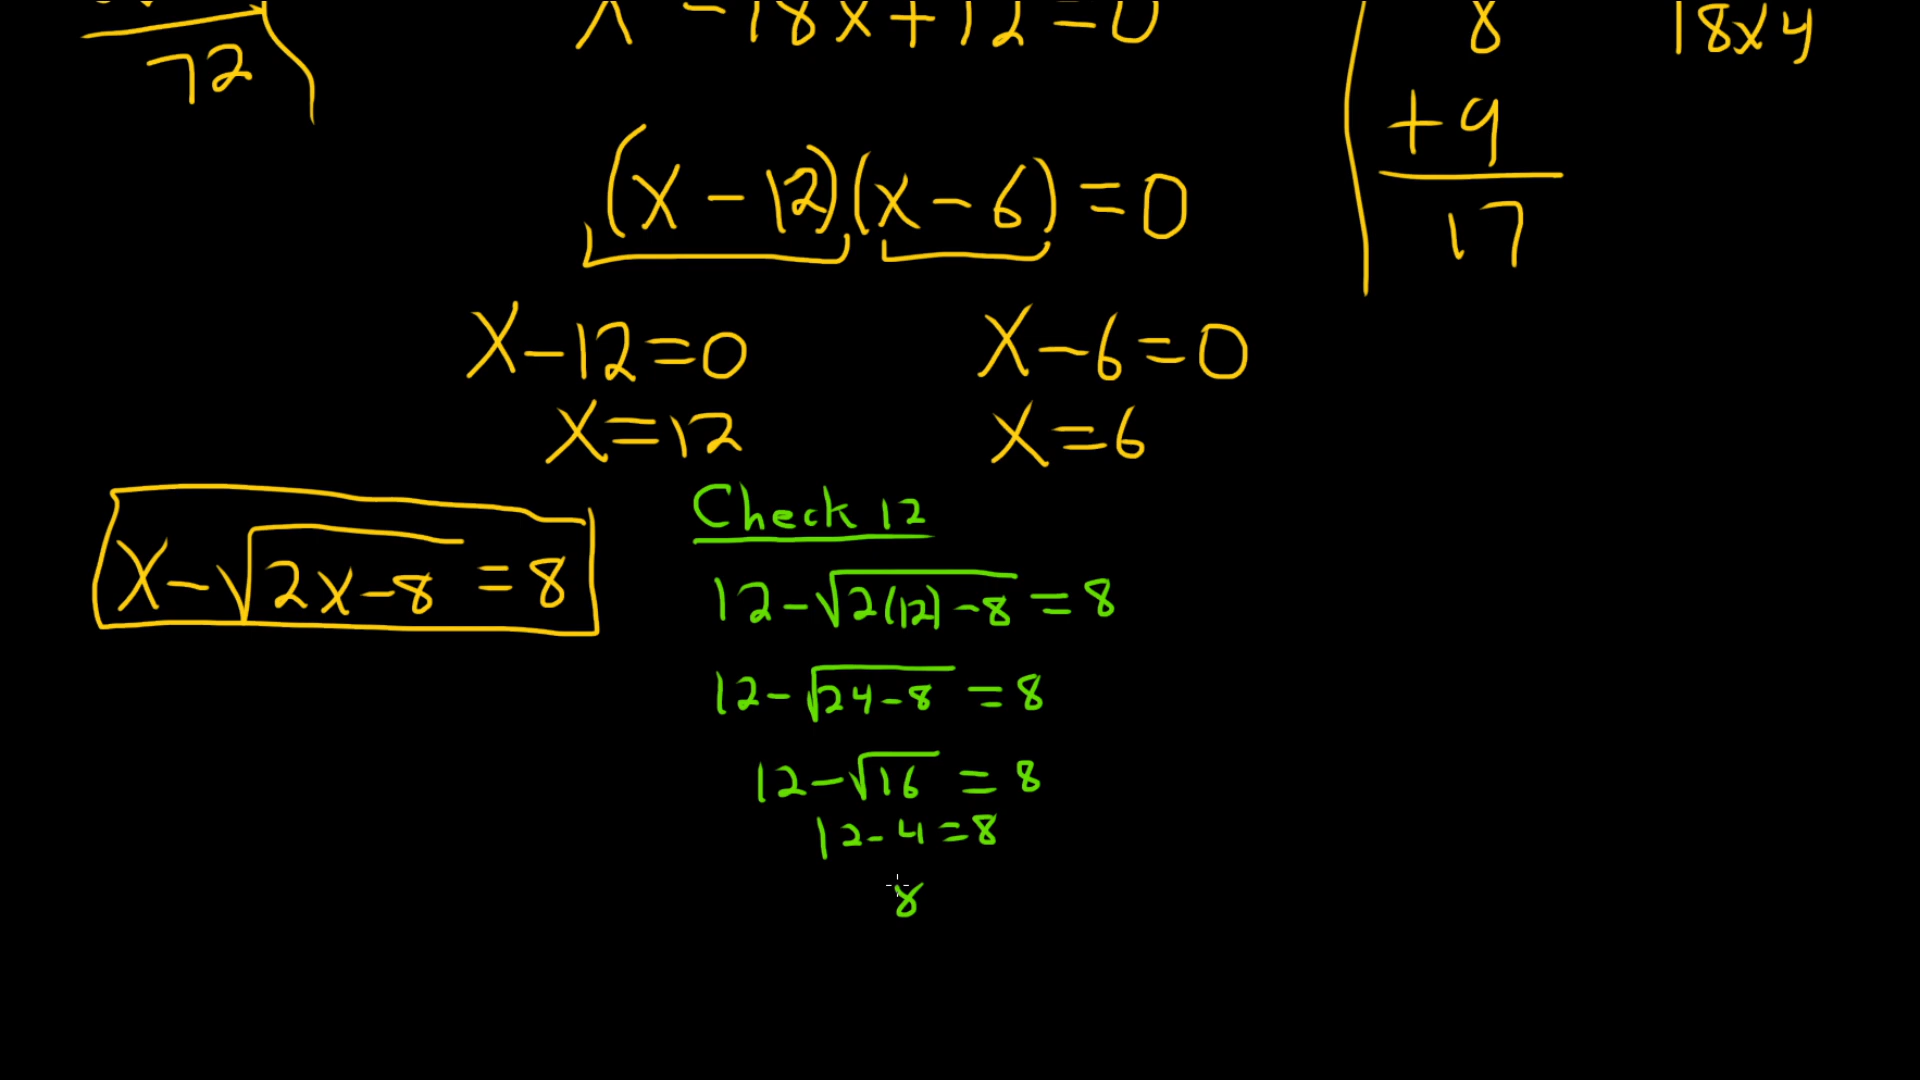 72
x² - 18x + 72 = 0
8
18x4
+9
17
(x - 12)(x - 6) = 0
x - 12 = 0
x - 6 = 0
x = 12
x = 6
x - √(2x - 8) = 8
Check 12
12 - √(2(12) - 8) = 8
12 - √(24 - 8) = 8
12 - √16 = 8
12 - 4 = 8
8